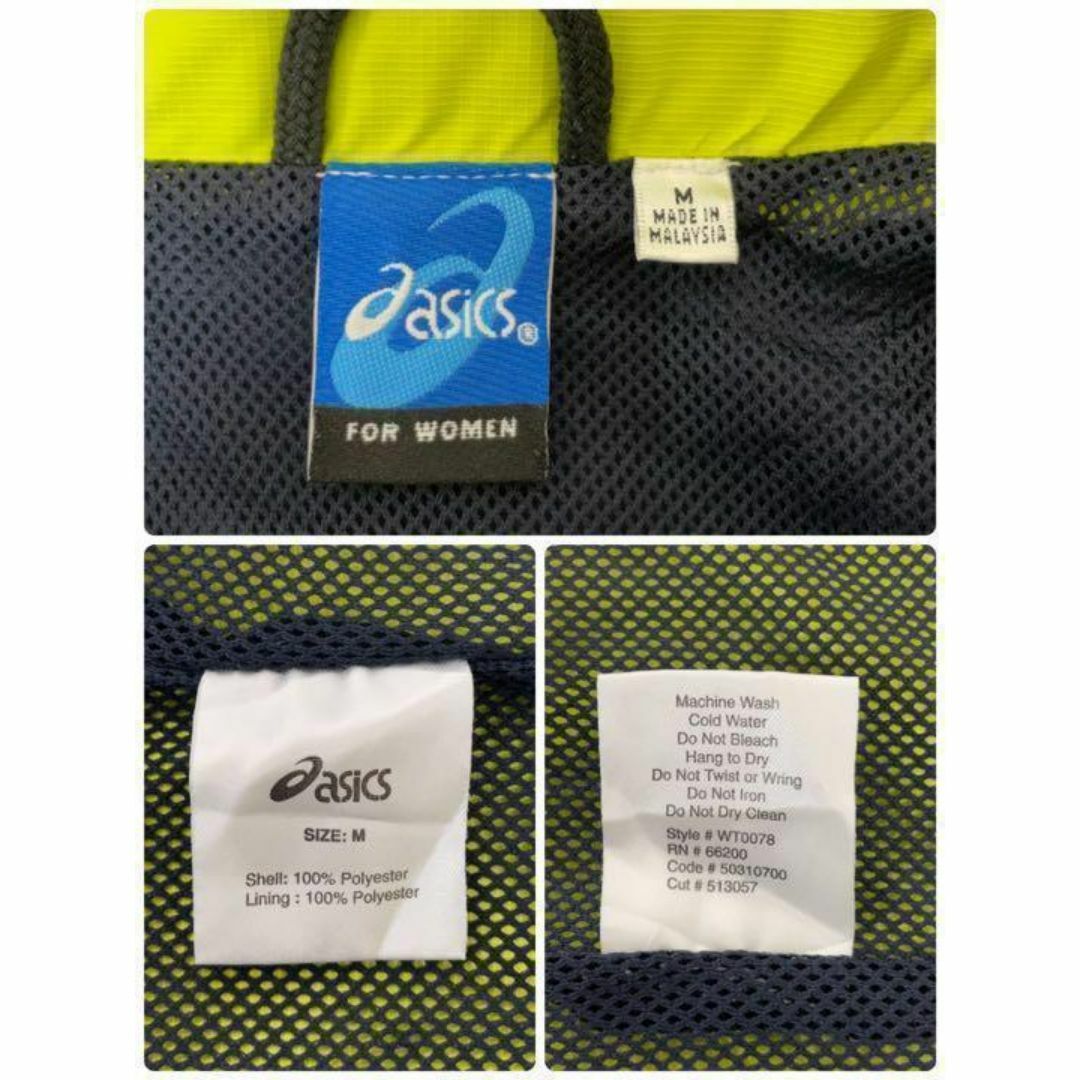 asics®
FOR WOMEN
M
MADE IN
MALAYSIA
asics
SIZE: M
Shell: 100% Polyester
Lining : 100% Polyester
Machine Wash
Cold Water
Do Not Bleach
Hang to Dry
Do Not Twist or Wring
Do Not Iron
Do Not Dry Clean
Style # WT0078
RN # 66200
Code # 50310700
Cut # 513057